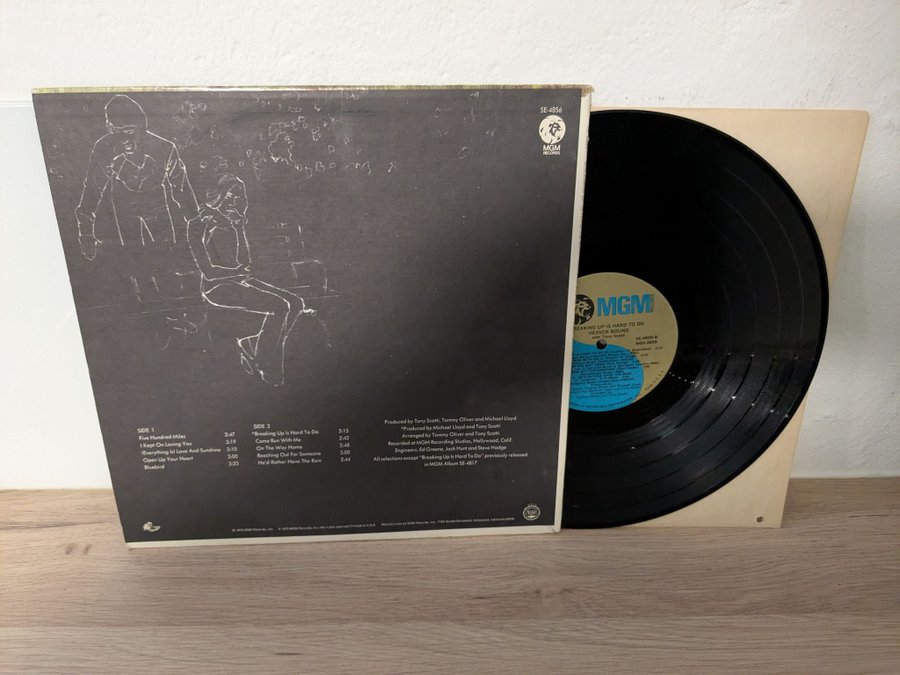 SE-4856
MGM
RECORDS
SIDE 1
Five Hundred Miles 2:47
I Kept On Loving You 3:19
(Everything Is) Love And Sunshine 3:10
Open Up Your Heart 3:00
Bluebird 3:23
SIDE 2
*Breaking Up Is Hard To Do 2:15
Come Run With Me 2:42
On The Way Home 2:48
Reaching Out For Someone 3:00
He'd Rather Have The Rain 2:44
Produced by Tony Scotti, Tommy Oliver and Michael Lloyd
*Produced by Michael Lloyd and Tony Scotti
Arranged by Tommy Oliver and Tony Scotti
Recorded at MGM Recording Studios, Hollywood, Calif.
Engineers: Ed Greene, Jack Hunt and Steve Hodge
All selections except "Breaking Up Is Hard To Do" previously released
in MGM Album SE-4817
MGM
BREAKING UP IS HARD TO DO
HEAVEN BOUND
with Tony Scotti